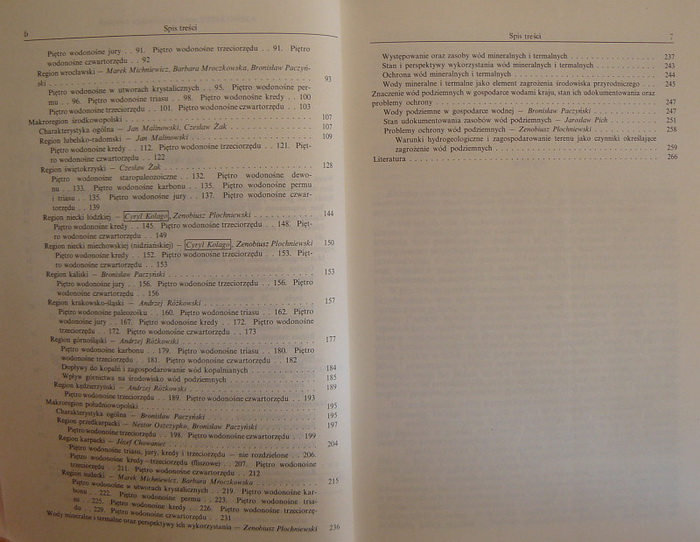 6 Spis treści
Piętro wodonośne jury . . 91. Piętro wodonośne trzeciorzędu . . 91. Piętro
wodonośne czwartorzędu . . 92
Region wrocławski — Marek Michniewicz, Barbara Mroczkowska, Bronisław Paczyń-
ski 93
Piętro wodonośne w utworach krystalicznych . . 95. Piętro wodonośne per-
mu . . 96. Piętro wodonośne triasu . . 98. Piętro wodonośne kredy . . 100
Piętro wodonośne trzeciorzędu . . 101. Piętro wodonośne czwartorzędu . . 103
Makroregion środkowopolski 107
Charakterystyka ogólna — Jan Malinowski, Czesław Żak 107
Region lubelsko-radomski — Jan Malinowski 109
Piętro wodonośne kredy . . 112. Piętro wodonośne trzeciorzędu . . 121. Pięt-
ro wodonośne czwartorzędu . . 122
Region świętokrzyski — Czesław Żak 128
Piętro wodonośne staropaleozoiczne . . 132. Piętro wodonośne dewo-
nu . . 133. Piętro wodonośne karbonu . . 135. Piętro wodonośne permu
i triasu . . 135. Piętro wodonośne jury . . 137. Piętro wodonośne czwar-
torzędu . . 139
Region niecki łódzkiej — Cyryl Kolago, Zenobiusz Płochniewski 144
Piętro wodonośne kredy . . 145. Piętro wodonośne trzeciorzędu . . 148. Pięt-
ro wodonośne czwartorzędu . . 149
Region niecki miechowskiej (nidziańskiej) — Cyryl Kolago, Zenobiusz Płochniewski 150
Piętro wodonośne kredy . . 152. Piętro wodonośne trzeciorzędu . . 153. Pięt-
ro wodonośne czwartorzędu . . 153
Region kaliski — Bronisław Paczyński 153
Piętro wodonośne jury . . 156. Piętro wodonośne trzeciorzędu . . 156. Piętro
wodonośne czwartorzędu . . 156
Region krakowsko-śląski — Andrzej Różkowski 157
Piętro wodonośne paleozoiku . . 160. Piętro wodonośne triasu . . 162. Piętro
wodonośne jury . . 167. Piętro wodonośne kredy . . 172. Piętro wodonośne
trzeciorzędu . . 172. Piętro wodonośne czwartorzędu . . 173
Region górnośląski — Andrzej Różkowski 177
Piętro wodonośne karbonu . . 179. Piętro wodonośne triasu . . 180. Piętro
wodonośne trzeciorzędu . . 181. Piętro wodonośne czwartorzędu . . 182
Dopływy do kopalń i zagospodarowanie wód kopalnianych 184
Wpływ górnictwa na środowisko wód podziemnych 185
Region kędzierzyński — Andrzej Różkowski 189
Piętro wodonośne trzeciorzędu . . 189. Piętro wodonośne czwartorzędu . . 193
Makroregion południowopolski 195
Charakterystyka ogólna — Bronisław Paczyński 195
Region przedkarpacki — Nestor Oszczypko, Bronisław Paczyński 197
Piętro wodonośne trzeciorzędu . . 198. Piętro wodonośne czwartorzędu . . 199
Region karpacki — Józef Chowaniec 204
Piętro wodonośne triasu, jury, kredy i trzeciorzędu — nie rozdzielone . . 206.
Piętro wodonośne kredy—trzeciorzędu (fliszowe) . . 207. Piętro wodonośne
trzeciorzędu . . 211. Piętro wodonośne czwartorzędu . . 212
Region sudecki — Marek Michniewicz, Barbara Mroczkowska 215
Piętro wodonośne w utworach krystalicznych . . 219. Piętro wodonośne kar-
bonu . . 222. Piętro wodonośne permu . . 223. Piętro wodonośne tria-
su . . 225. Piętro wodonośne kredy . . 226. Piętro wodonośne trzeciorzę-
du . . 229. Piętro wodonośne czwartorzędu . . 231
Wody mineralne i termalne oraz perspektywy ich wykorzystania — Zenobiusz Płochniewski 236
Spis treści 7
Występowanie oraz zasoby wód mineralnych i termalnych 237
Stan i perspektywy wykorzystania wód mineralnych i termalnych 243
Ochrona wód mineralnych i termalnych 244
Wody mineralne i termalne jako element zagrożenia środowiska przyrodniczego 245
Znaczenie wód podziemnych w gospodarce wodami kraju, stan ich udokumentowania oraz
problemy ochrony 247
Wody podziemne w gospodarce wodnej — Bronisław Paczyński 247
Stan udokumentowania zasobów wód podziemnych — Jarosław Pich 251
Problemy ochrony wód podziemnych — Zenobiusz Płochniewski 258
Warunki hydrogeologiczne i zagospodarowanie terenu jako czynniki określające
zagrożenie wód podziemnych 259
Literatura 266